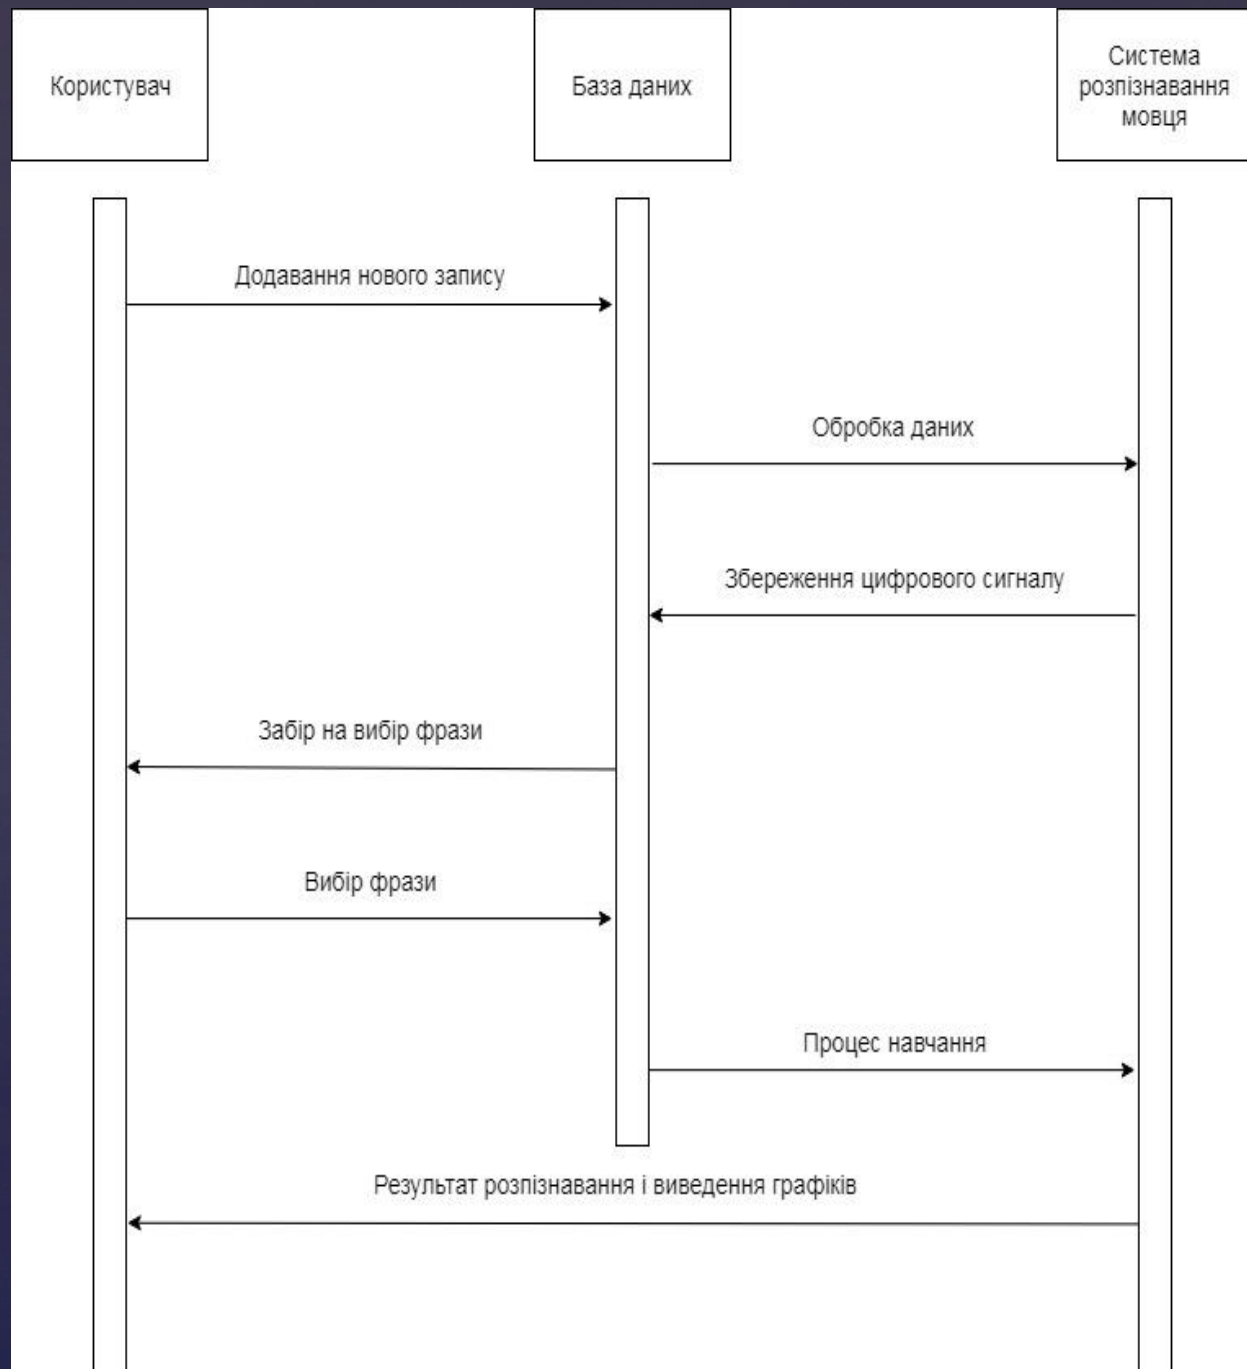 Користувач
База даних
Система
розпізнавання
мовця
Додавання нового запису
Обробка даних
Збереження цифрового сигналу
Забір на вибір фрази
Вибір фрази
Процес навчання
Результат розпізнавання і виведення графіків